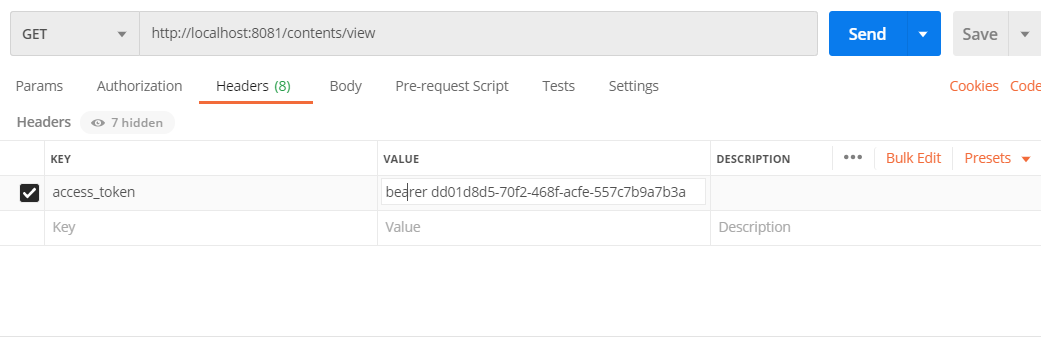 GET http://localhost:8081/contents/view Send Save
Params Authorization Headers (8) Body Pre-request Script Tests Settings Cookies Code
Headers 7 hidden
KEY VALUE DESCRIPTION ••• Bulk Edit Presets
access_token bearer dd01d8d5-70f2-468f-acfe-557c7b9a7b3a
Key Value Description